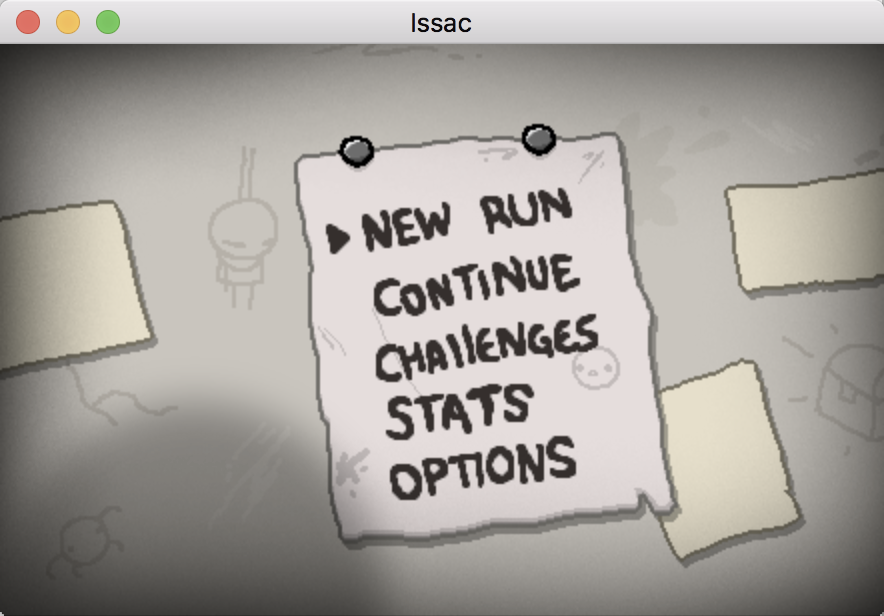 Issac
NEW RUN
CONTINUE
CHALLENGES
STATS
OPTIONS